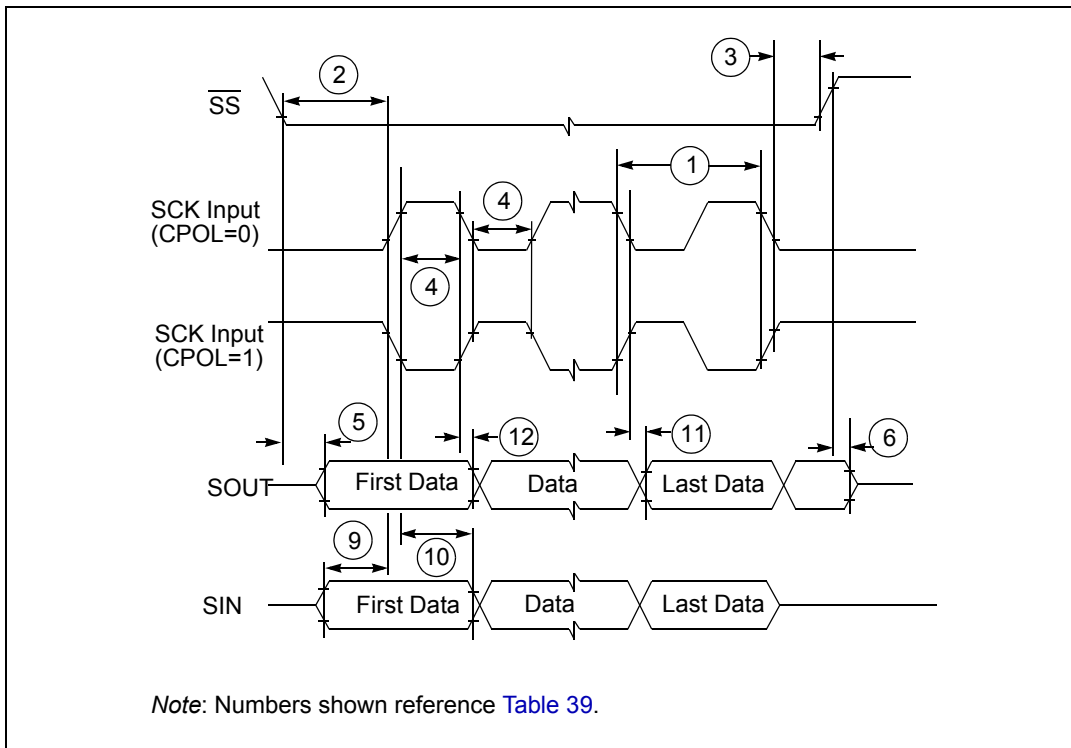 3
2
SS
1
SCK Input
(CPOL=0)
4
4
SCK Input
(CPOL=1)
5
12
11
6
SOUT
First Data
Data
Last Data
9
10
SIN
First Data
Data
Last Data
Note: Numbers shown reference Table 39.